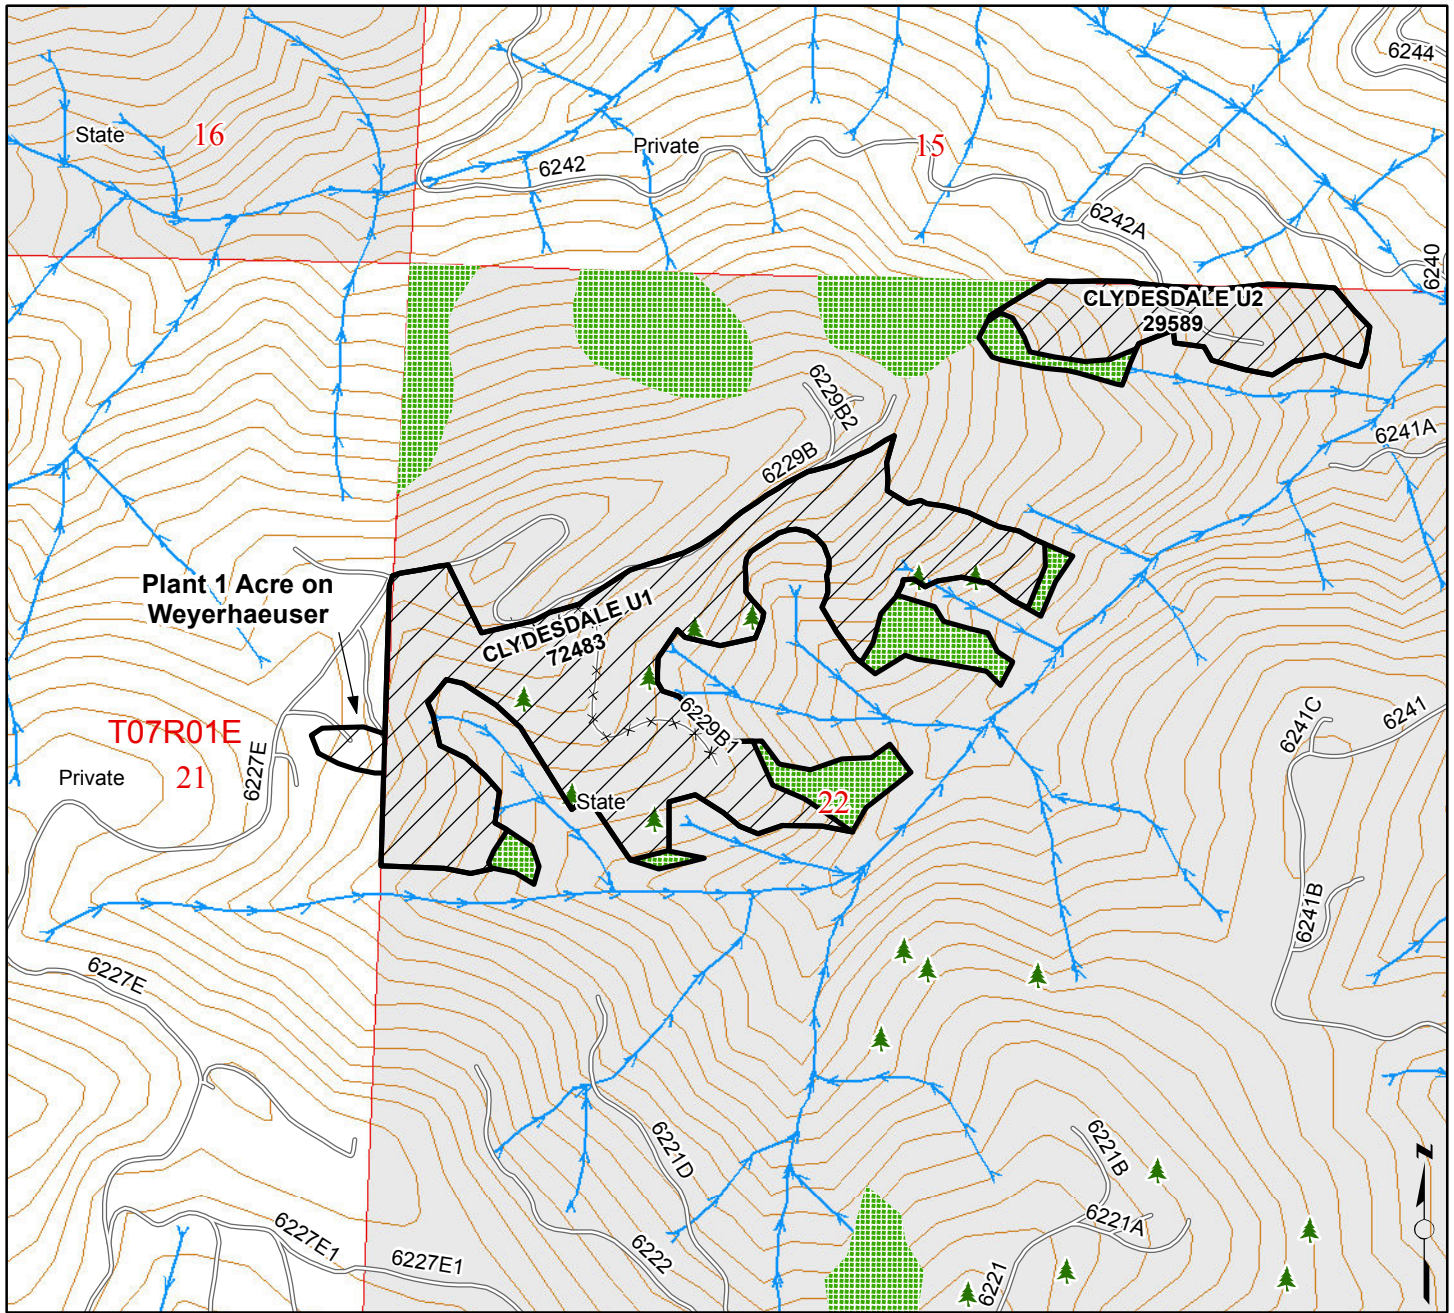 6244
State
16
Private
15
6242
6242A
6240
CLYDESDALE U2
29589
6229B2
6241A
6229B
Plant 1 Acre on
Weyerhaeuser
CLYDESDALE U1
72483
T07R01E
21
Private
6227E
6229B1
6241C
6241
State
22
6241B
6227E
6221D
6221B
6221A
6227E1
6227E1
6222
6221
N